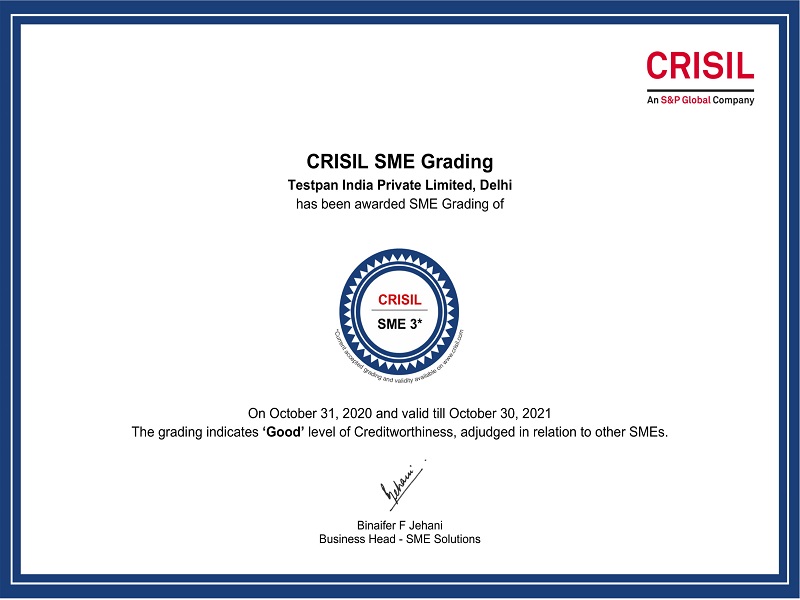 CRISIL
An S&P Global Company
CRISIL SME Grading
Testpan India Private Limited, Delhi
has been awarded SME Grading of
CRISIL
SME 3*
*Current accepted grading and validity available on www.crisil.com
On October 31, 2020 and valid till October 30, 2021
The grading indicates ‘Good’ level of Creditworthiness, adjudged in relation to other SMEs.
Jehani
Binaifer F Jehani
Business Head - SME Solutions